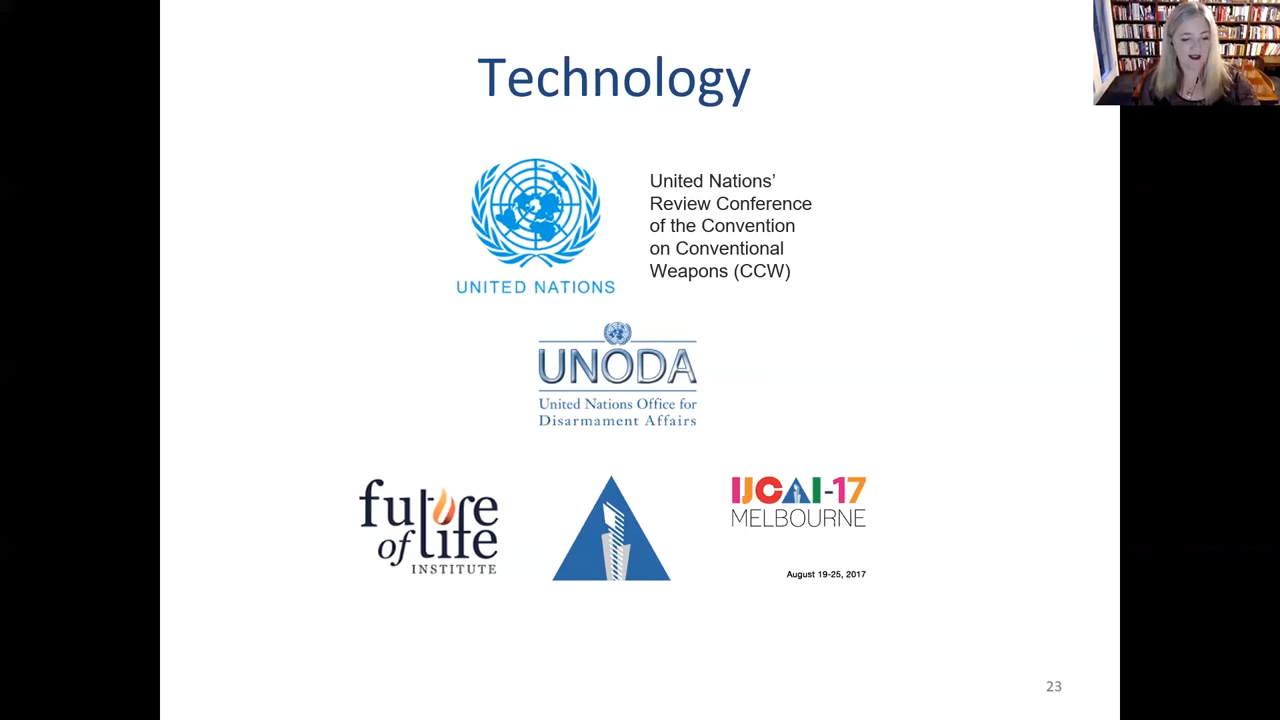 Technology
UNITED NATIONS
United Nations’
Review Conference
of the Convention
on Conventional
Weapons (CCW)
UNODA
United Nations Office for
Disarmament Affairs
future
of life
INSTITUTE
IJCAI-17
MELBOURNE
August 19-25, 2017
23